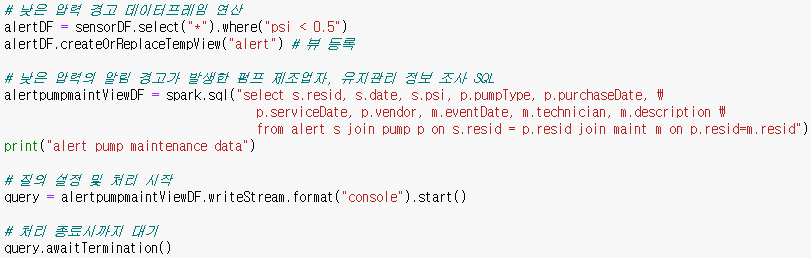 # 낮은 압력 경고 데이터프레임 연산
alertDF = sensorDF.select("*").where("psi < 0.5")
alertDF.createOrReplaceTempView("alert") # 뷰 등록
# 낮은 압력의 알림 경고가 발생한 펌프 제조업자, 유지관리 정보 조사 SQL
alertpumpmaintViewDF = spark.sql("select s.resid, s.date, s.psi, p.pumpType, p.purchaseDate, ₩
p.serviceDate, p.vendor, m.eventDate, m.technician, m.description ₩
from alert s join pump p on s.resid = p.resid join maint m on p.resid=m.resid")
print("alert pump maintenance data")
# 질의 설정 및 처리 시작
query = alertpumpmaintViewDF.writeStream.format("console").start()
# 처리 종료시까지 대기
query.awaitTermination()